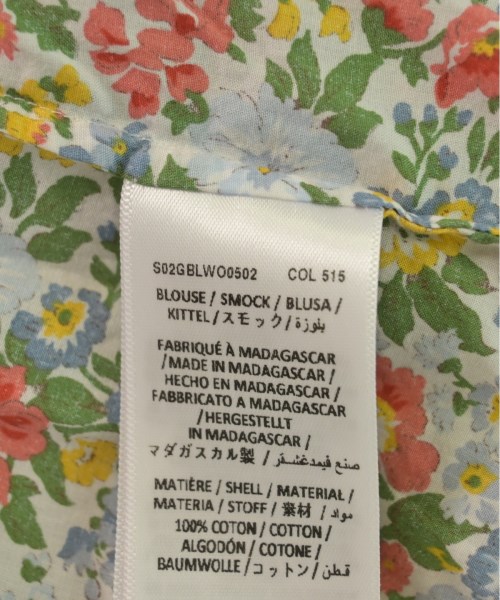 S02GBLWO0502 COL 515
BLOUSE / SMOCK / BLUSA /
KITTEL / スモック / بلوزة /
FABRIQUÉ À MADAGASCAR
/ MADE IN MADAGASCAR /
HECHO EN MADAGASCAR /
FABBRICATO A MADAGASCAR
/ HERGESTELLT
IN MADAGASCAR /
マダガスカル製 / صنع فيمدغشقر /
MATIÈRE / SHELL / MATERIAL /
MATERIA / STOFF / 素材 / مواد /
100% COTON / COTTON /
ALGODÓN / COTONE /
BAUMWOLLE / コットン / قطن /